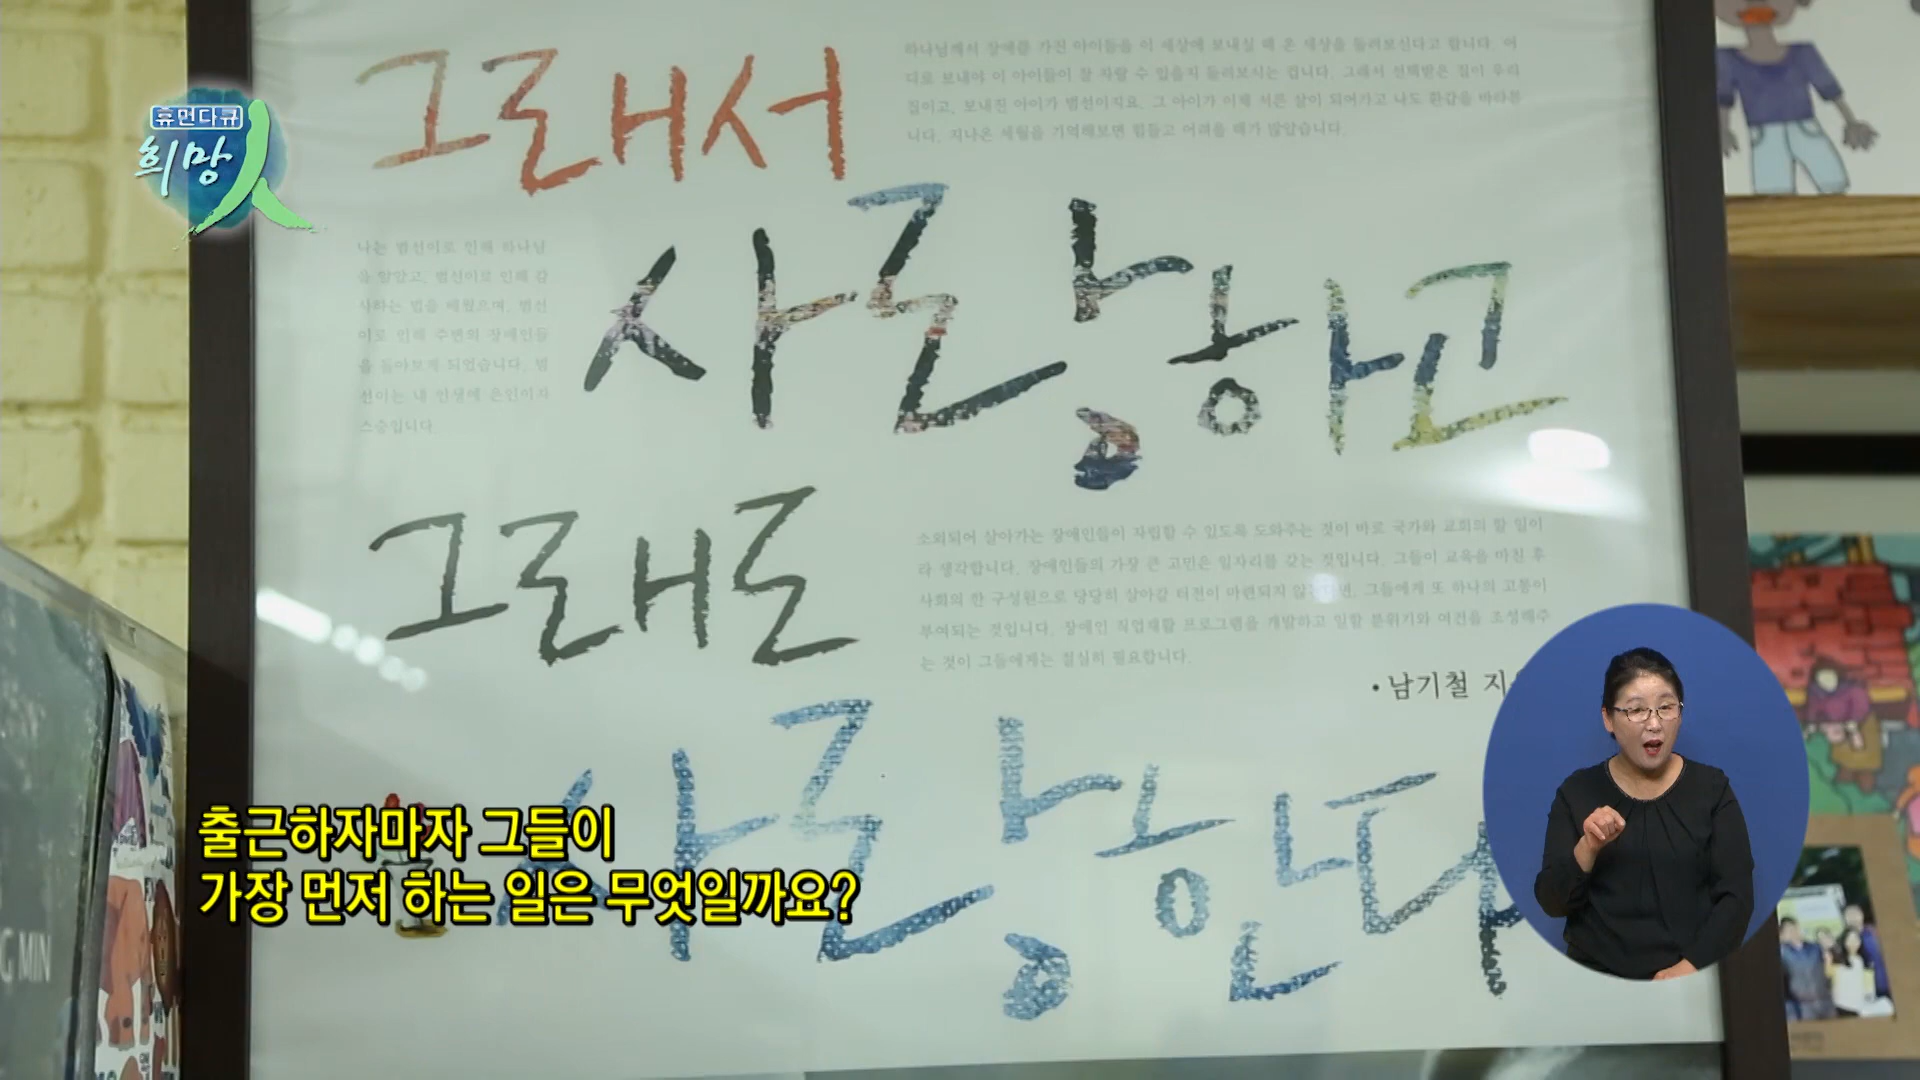 휴먼다큐
희망人
그래서
하나님께서 장애를 가진 아이들을 이 세상에 보내실 때 온 세상을 둘러보신다고 합니다. 어
디로 보내야 이 아이들이 잘 자랄 수 있을지 둘러보시는 겁니다. 그래서 선택받은 집이 우리
집이고, 보내진 아이가 범선이지요. 그 아이가 이제 서른 살이 되어가고 나도 환갑을 바라봅
니다. 지나온 세월을 기억해보면 힘들고 어려울 때가 많았습니다.
사랑하고
나는 범선이로 인해 하나님
을 알았고, 범선이로 인해 감
사하는 법을 배웠으며, 범선
이로 인해 주변의 장애인들
을 돌아보게 되었습니다. 범
선이는 내 인생에 은인이자
스승입니다.
그래도
소외되어 살아가는 장애인들이 자립할 수 있도록 도와주는 것이 바로 국가와 교회의 할 일이
라 생각합니다. 장애인들의 가장 큰 고민은 일자리를 갖는 것입니다. 그들이 교육을 마친 후
사회의 한 구성원으로 당당히 살아갈 터전이 마련되지 면, 그들에게 또 하나의 고통이
부여되는 것입니다. 장애인 직업재활 프로그램을 개발하고 일할 분위기와 여건을 조성해주
는 것이 그들에게는 절실히 필요합니다.
•남기철 지
사랑한다
출근하자마자 그들이
가장 먼저 하는 일은 무엇일까요?
G MIN